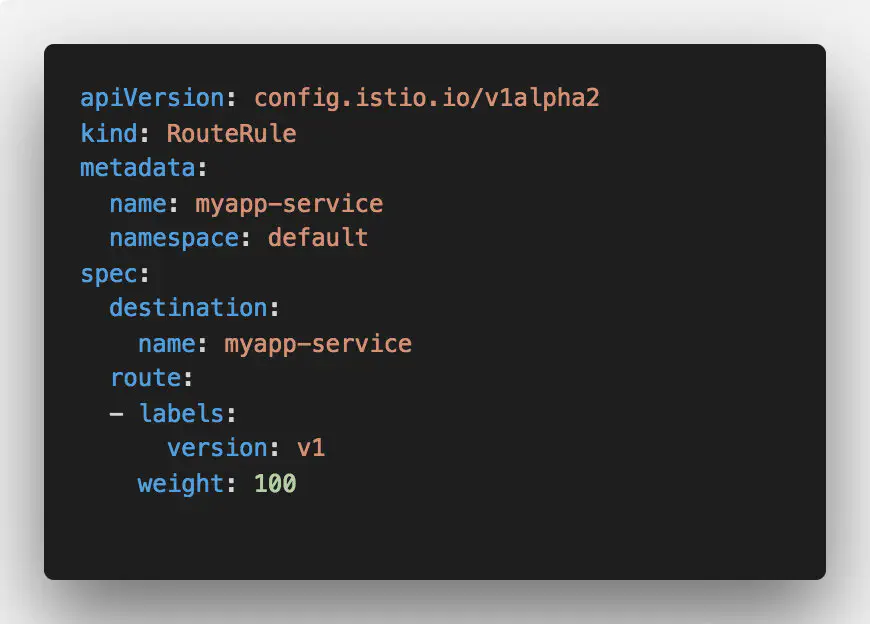 apiVersion: config.istio.io/v1alpha2
kind: RouteRule
metadata:
  name: myapp-service
  namespace: default
spec:
  destination:
    name: myapp-service
  route:
  - labels:
      version: v1
    weight: 100